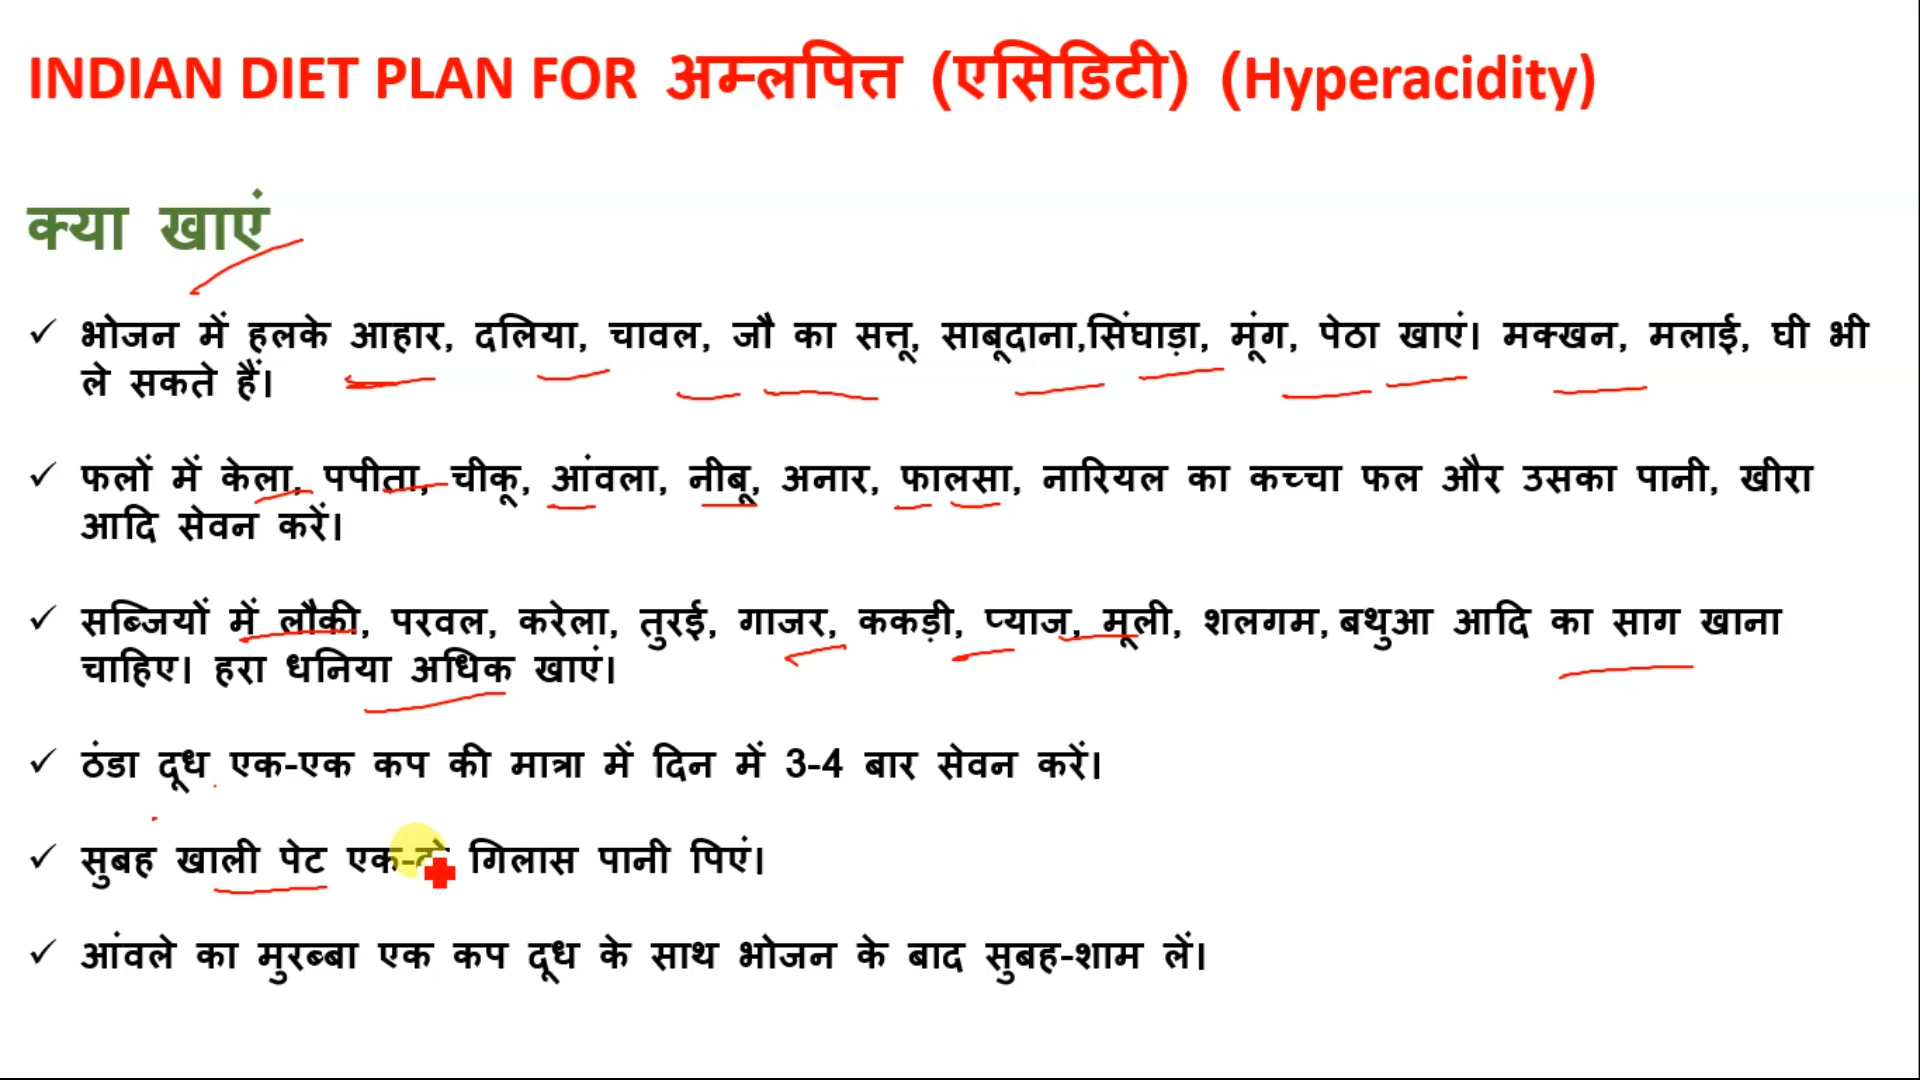 INDIAN DIET PLAN FOR अम्लपित्त (एसिडिटी) (Hyperacidity)
क्या खाएं
✓ भोजन में हलके आहार, दलिया, चावल, जौ का सत्तू, साबूदाना,सिंघाड़ा, मूंग, पेठा खाएं। मक्खन, मलाई, घी भी
ले सकते हैं।
✓ फलों में केला, पपीता, चीकू, आंवला, नीबू, अनार, फालसा, नारियल का कच्चा फल और उसका पानी, खीरा
आदि सेवन करें।
✓ सब्जियों में लौकी, परवल, करेला, तुरई, गाजर, ककड़ी, प्याज, मूली, शलगम, बथुआ आदि का साग खाना
चाहिए। हरा धनिया अधिक खाएं।
✓ ठंडा दूध एक-एक कप की मात्रा में दिन में 3-4 बार सेवन करें।
✓ सुबह खाली पेट एक-दो गिलास पानी पिएं।
✓ आंवले का मुरब्बा एक कप दूध के साथ भोजन के बाद सुबह-शाम लें।